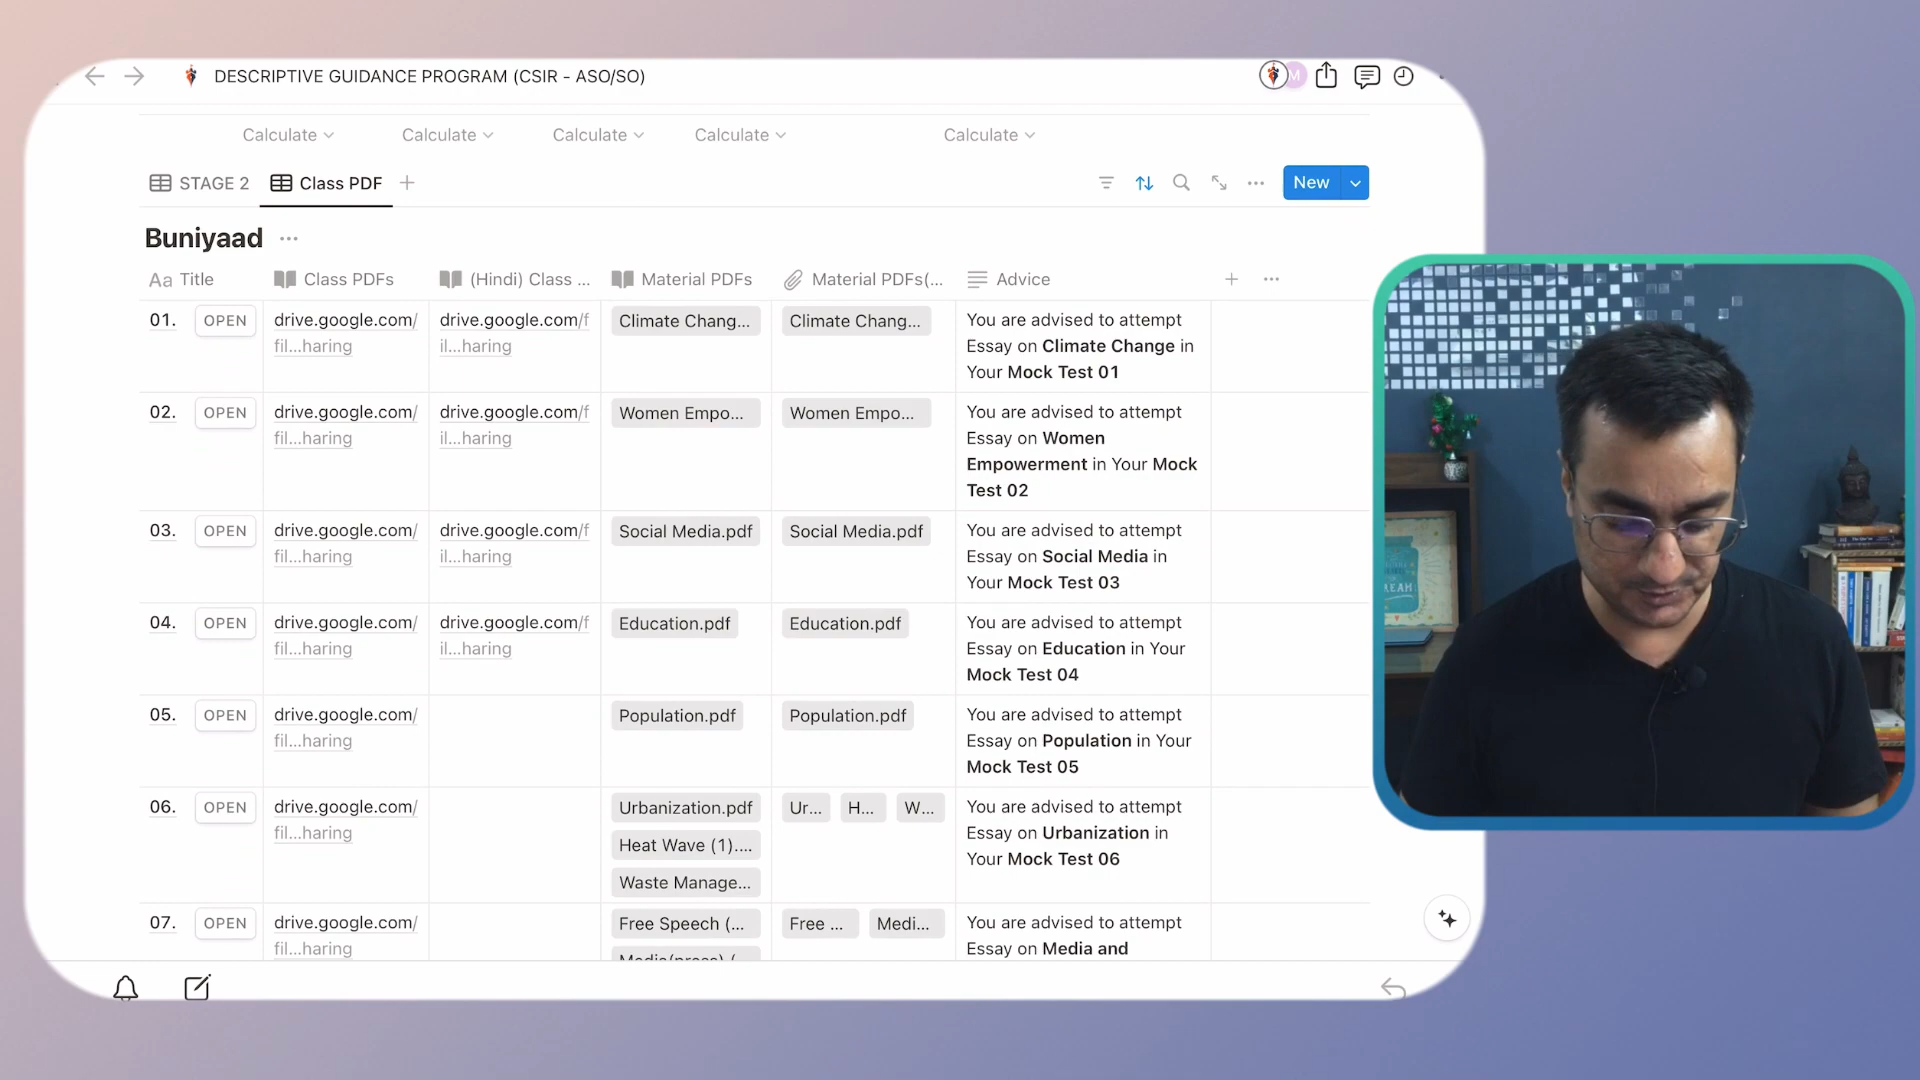 DESCRIPTIVE GUIDANCE PROGRAM (CSIR - ASO/SO)
M
Calculate Calculate Calculate Calculate Calculate
STAGE 2 Class PDF
New
Buniyaad
Aa Title Class PDFs (Hindi) Class ... Material PDFs Material PDFs(... Advice
01. OPEN drive.google.com/ drive.google.com/f Climate Chang... Climate Chang... You are advised to attempt
fil...haring il...haring Essay on Climate Change in
Your Mock Test 01
02. OPEN drive.google.com/ drive.google.com/f Women Empo... Women Empo... You are advised to attempt
fil...haring il...haring Essay on Women
Empowerment in Your Mock
Test 02
03. OPEN drive.google.com/ drive.google.com/f Social Media.pdf Social Media.pdf You are advised to attempt
fil...haring il...haring Essay on Social Media in
Your Mock Test 03
04. OPEN drive.google.com/ drive.google.com/f Education.pdf Education.pdf You are advised to attempt
fil...haring il...haring Essay on Education in Your
Mock Test 04
05. OPEN drive.google.com/ Population.pdf Population.pdf You are advised to attempt
fil...haring Essay on Population in Your
Mock Test 05
06. OPEN drive.google.com/ Urbanization.pdf Ur... H... W... You are advised to attempt
fil...haring Heat Wave (1).... Essay on Urbanization in
Waste Manage... Your Mock Test 06
07. OPEN drive.google.com/ Free Speech (... Free ... Medi... You are advised to attempt
fil...haring Media(press) (... Essay on Media and